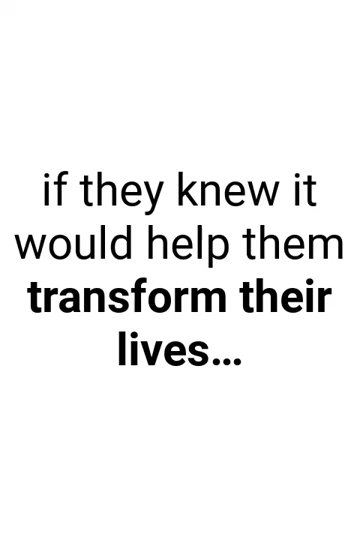 if they knew it
would help them
transform their
lives...